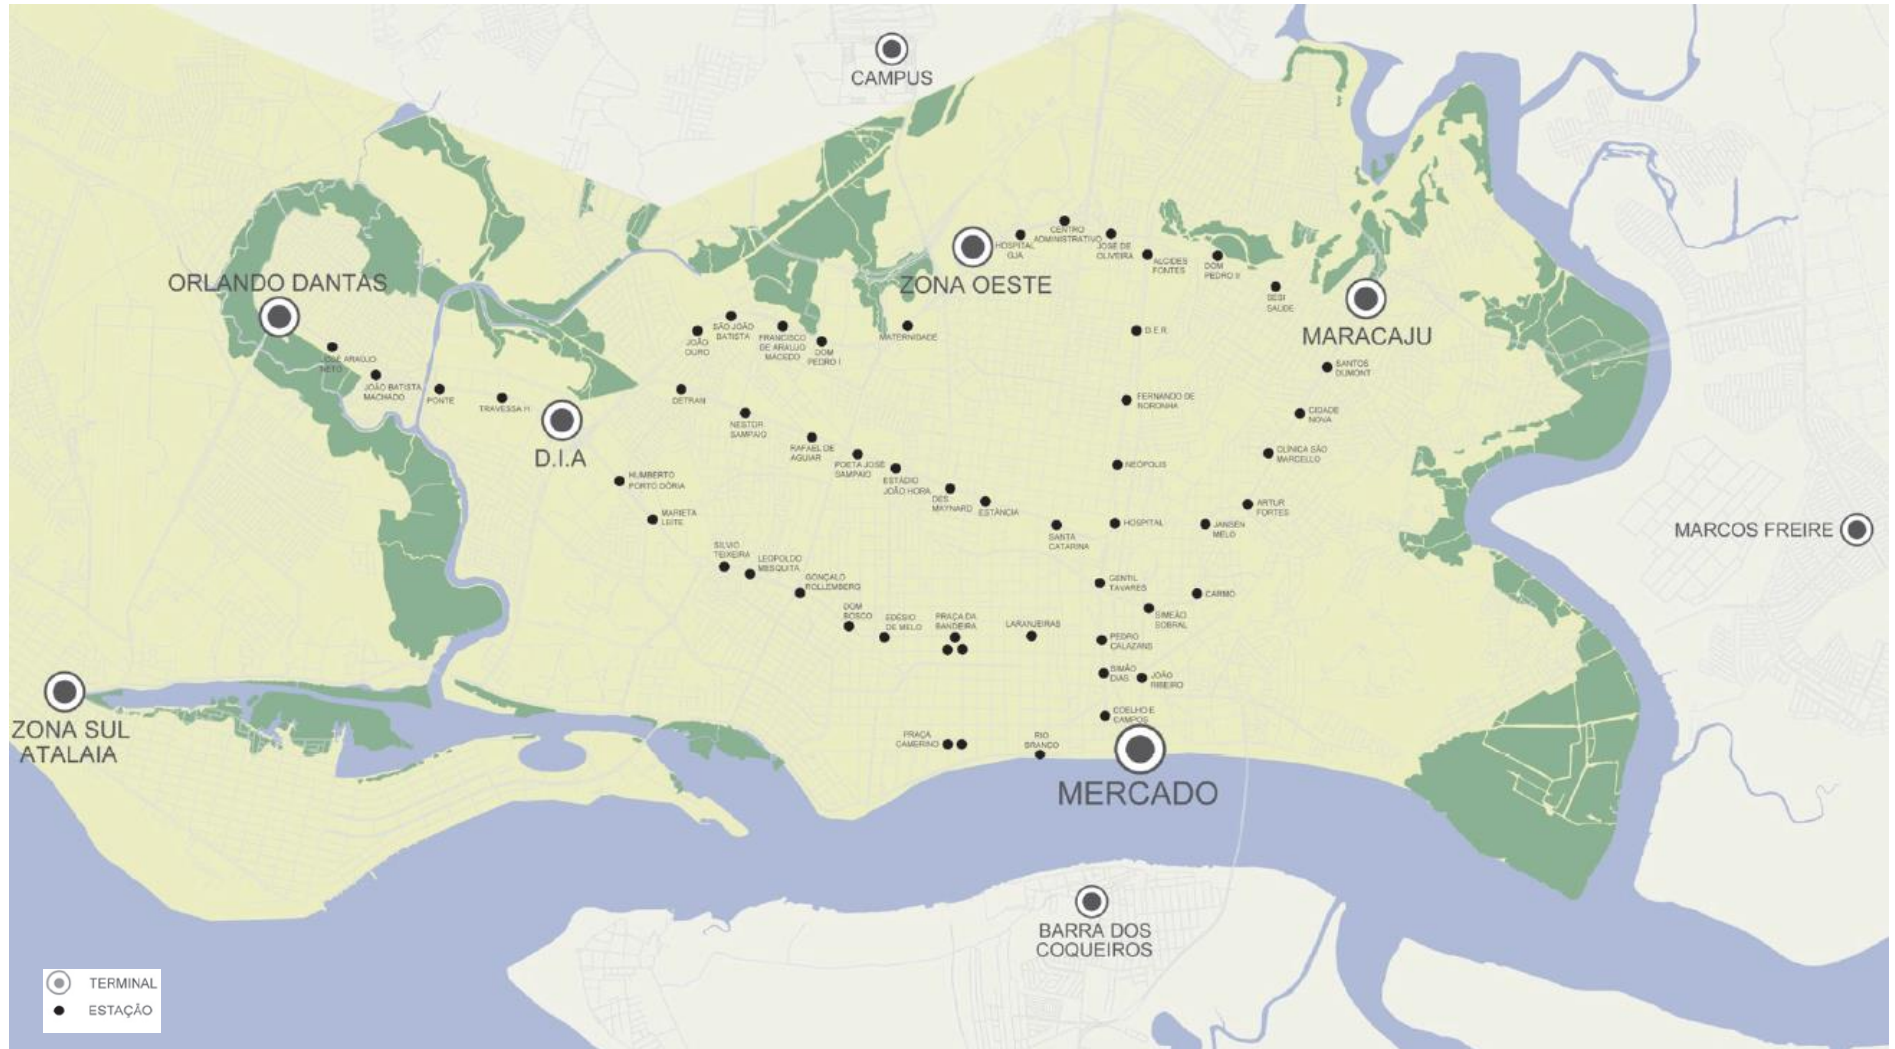 CAMPUS
HOSPITAL
GJA
CENTRO
ADMINISTRATIVO
JOSÉ DE
OLIVEIRA
ALCIDES
FONTES
DOM
PEDRO II
ZONA OESTE
SESI
SAÚDE
MARACAJU
ORLANDO DANTAS
JOSÉ ARAÚJO
NETO
JOÃO BATISTA
MACHADO
PONTE
TRAVESSA H
D.I.A
JOÃO
OURO
SÃO JOÃO
BATISTA
FRANCISCO
DE ARAÚJO
MACEDO
DOM
PEDRO I
MATERNIDADE
D.E.R.
SANTOS
DUMONT
DETRAN
NESTOR
SAMPAIO
RAFAEL DE
AGUIAR
POETA JOSÉ
SAMPAIO
ESTÁDIO
JOÃO HORA
DES.
MAYNARD
ESTÂNCIA
SANTA
CATARINA
FERNANDO DE
NORONHA
NEÓPOLIS
HOSPITAL
CIDADE
NOVA
CLÍNICA SÃO
MARCELLO
ARTUR
FORTES
JANSEN
MELO
MARCOS FREIRE
HUMBERTO
PORTO DÓRIA
MARIETA
LEITE
SILVIO
TEIXEIRA
LEOPOLDO
MESQUITA
GONÇALO
ROLLEMBERG
DOM
BOSCO
EDÉSIO
DE MELO
PRAÇA DA
BANDEIRA
LARANJEIRAS
GENTIL
TAVARES
CARMO
SIMEÃO
SOBRAL
PEDRO
CALAZANS
SIMÃO
DIAS
JOÃO
RIBEIRO
COELHO E
CAMPOS
PRAÇA
CAMERINO
RIO
BRANCO
MERCADO
ZONA SUL
ATALAIA
BARRA DOS
COQUEIROS
TERMINAL
ESTAÇÃO